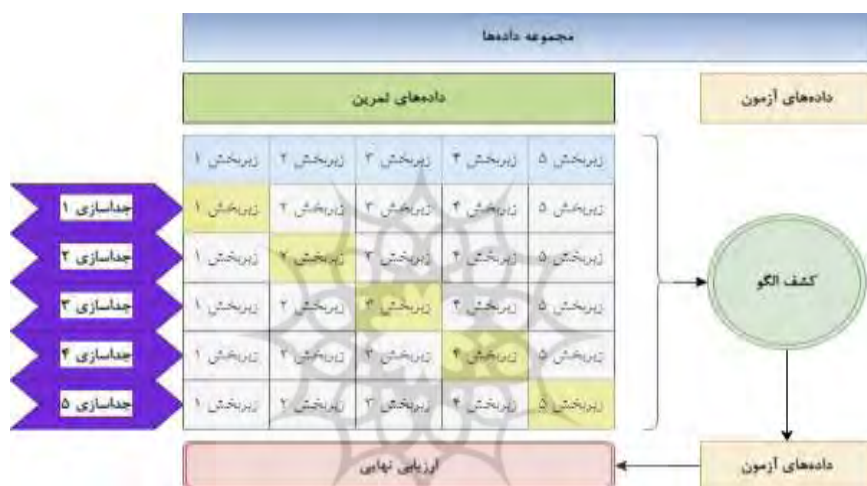 مجموعه داده‌ها
داده‌های تمرین
داده‌های آزمون
زیربخش ۱ زیربخش ۲ زیربخش ۳ زیربخش ۴ زیربخش ۵
جداسازی ۱ زیربخش ۱ زیربخش ۲ زیربخش ۳ زیربخش ۴ زیربخش ۵
جداسازی ۲ زیربخش ۱ زیربخش ۲ زیربخش ۳ زیربخش ۴ زیربخش ۵
جداسازی ۳ زیربخش ۱ زیربخش ۲ زیربخش ۳ زیربخش ۴ زیربخش ۵
جداسازی ۴ زیربخش ۱ زیربخش ۲ زیربخش ۳ زیربخش ۴ زیربخش ۵
جداسازی ۵ زیربخش ۱ زیربخش ۲ زیربخش ۳ زیربخش ۴ زیربخش ۵
کشف الگو
داده‌های آزمون
ارزیابی نهایی